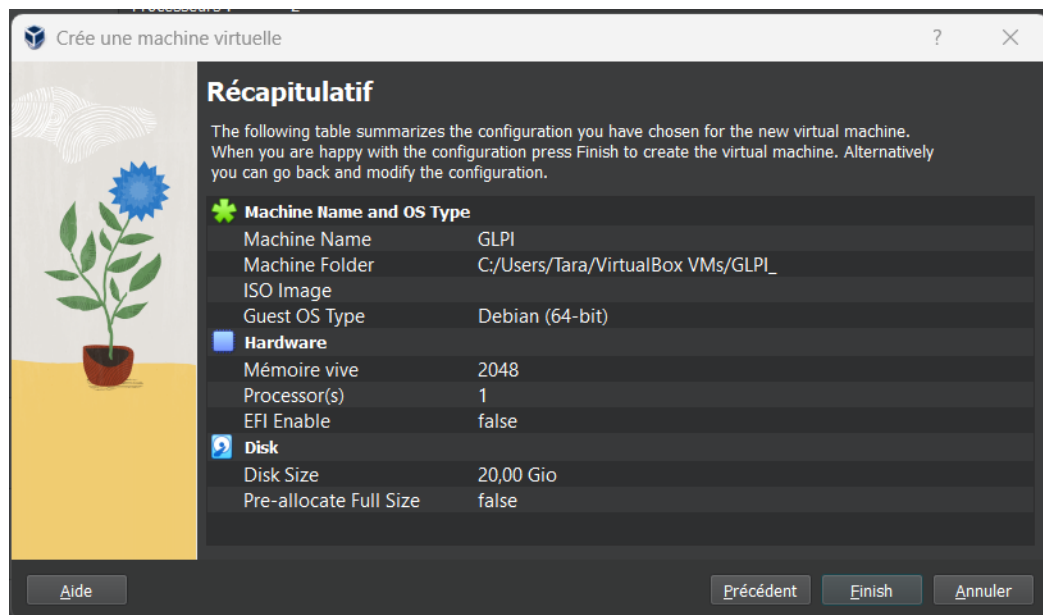 Crée une machine virtuelle
Récapitulatif
The following table summarizes the configuration you have chosen for the new virtual machine.
When you are happy with the configuration press Finish to create the virtual machine. Alternatively
you can go back and modify the configuration.
Machine Name and OS Type
Machine Name GLPI
Machine Folder C:/Users/Tara/VirtualBox VMs/GLPI_
ISO Image
Guest OS Type Debian (64-bit)
Hardware
Mémoire vive 2048
Processor(s) 1
EFI Enable false
Disk
Disk Size 20,00 Gio
Pre-allocate Full Size false
Aide Précédent Finish Annuler